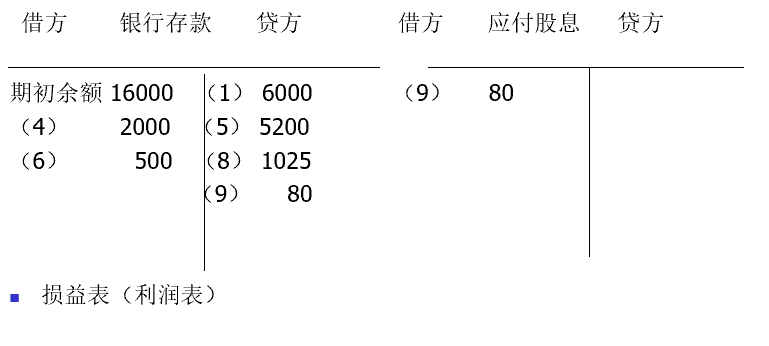 借方 银行存款 贷方 借方 应付股息 贷方
期初余额 16000 （1） 6000 （9） 80
（4） 2000 （5） 5200
（6） 500 （8） 1025
（9） 80
损益表（利润表）